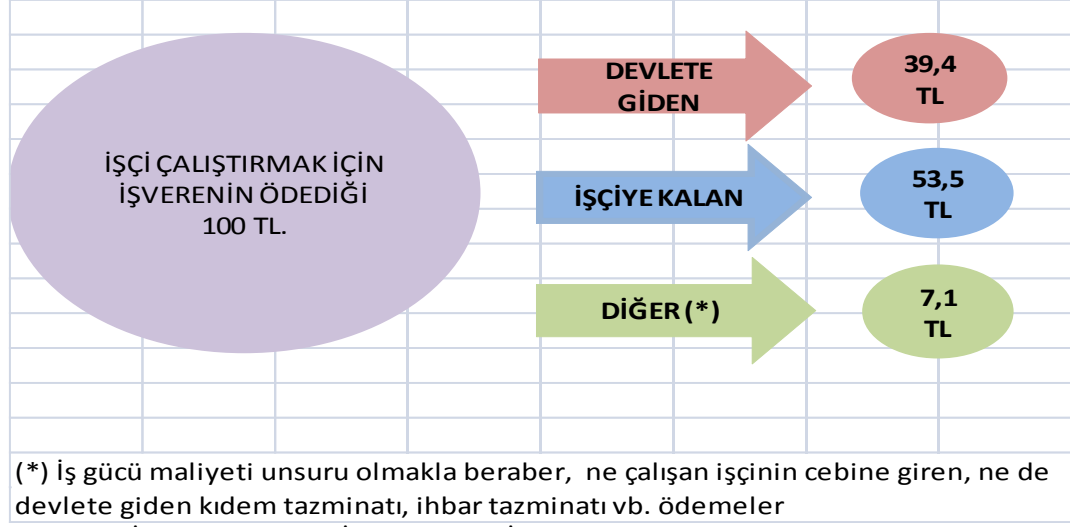 İŞÇİ ÇALIŞTIRMAK İÇİN
İŞVERENİN ÖDEDİĞİ
100 TL.
DEVLETE
GİDEN
39,4
TL
İŞÇİYE KALAN
53,5
TL
DİĞER (*)
7,1
TL
(*) İş gücü maliyeti unsuru olmakla beraber, ne çalışan işçinin cebine giren, ne de
devlete giden kıdem tazminatı, ihbar tazminatı vb. ödemeler